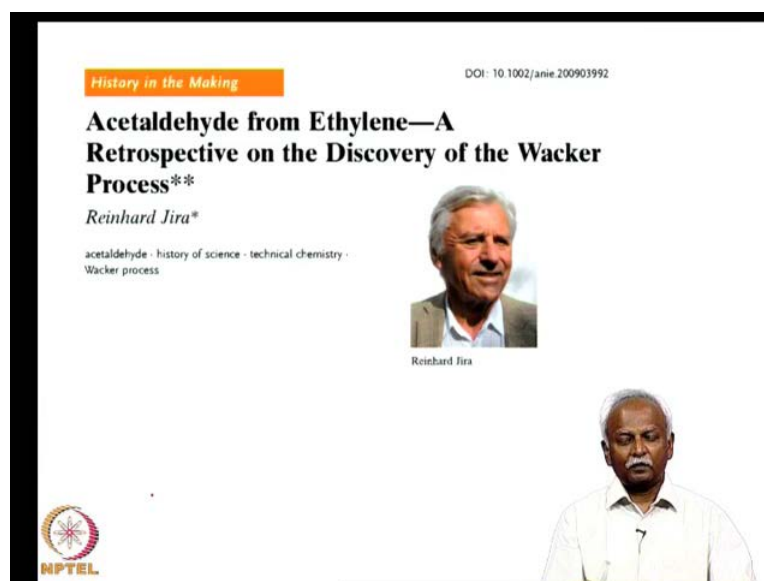 History in the Making
DOI: 10.1002/anie.200903992
Acetaldehyde from Ethylene—A
Retrospective on the Discovery of the Wacker
Process**
Reinhard Jira*
acetaldehyde · history of science · technical chemistry ·
Wacker process
Reinhard Jira
NPTEL